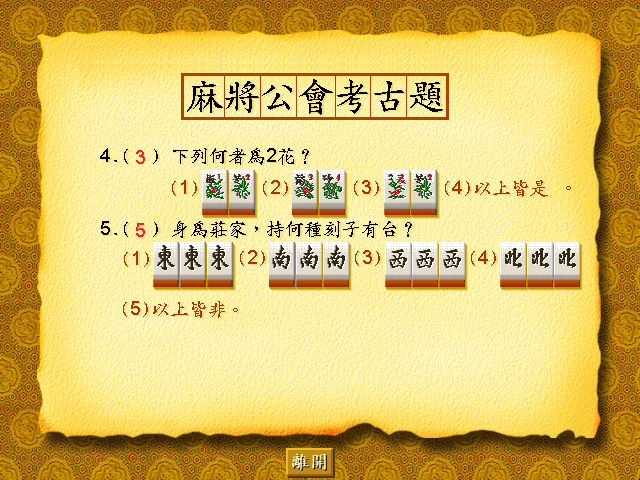 麻將公會考古題
4.(3) 下列何者為2花?
(1) (2) (3) (4)以上皆是。
5.(5) 身為莊家,持何種刻子有台?
(1)東東東(2)南南南(3)西西西(4)北北北
(5)以上皆非。
離開